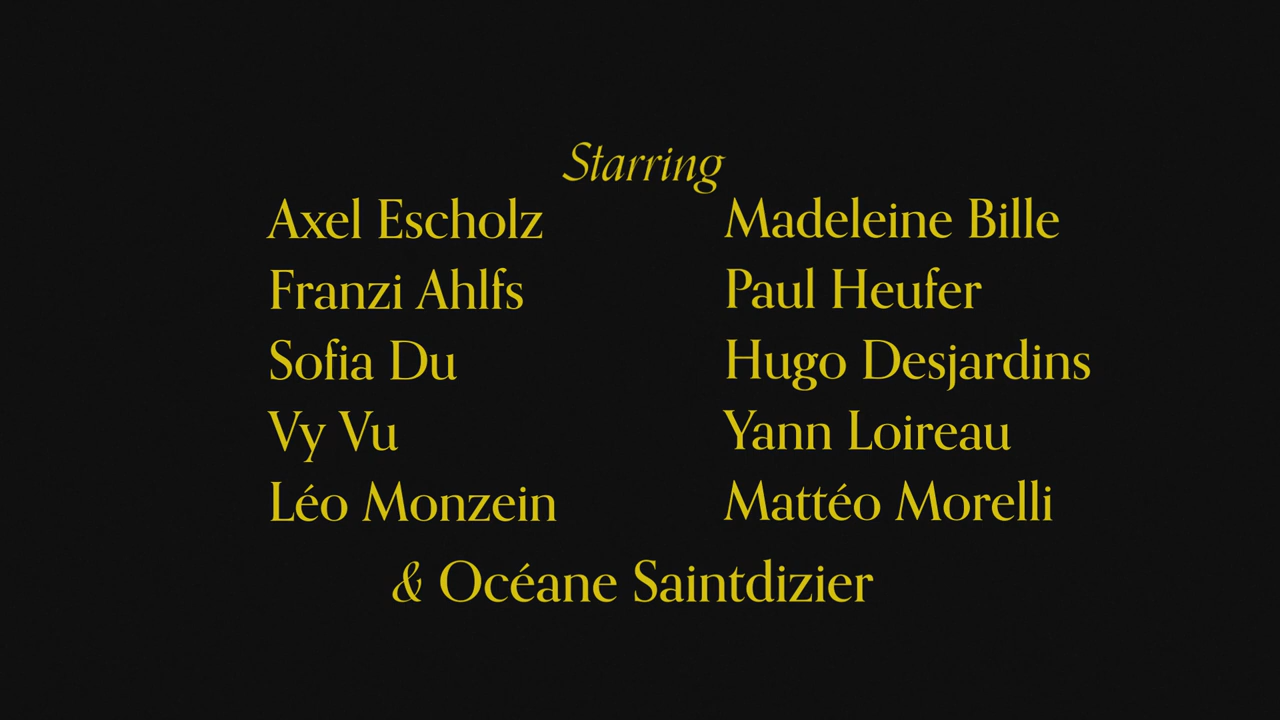 Starring
Axel Escholz
Madeleine Bille
Franzi Ahlfs
Paul Heufer
Sofia Du
Hugo Desjardins
Vy Vu
Yann Loireau
Léo Monzein
Mattéo Morelli
& Océane Saintdizier